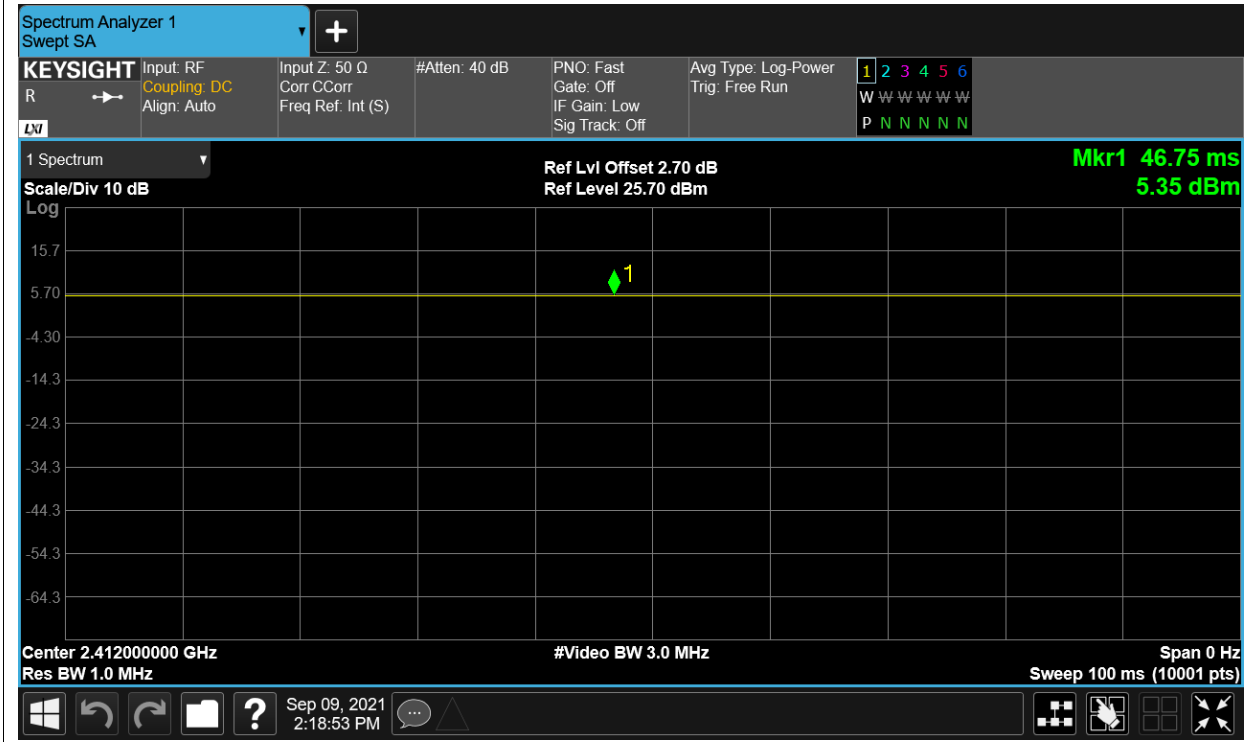 Spectrum Analyzer 1
Swept SA
KEYSIGHT
R
LXI
Input: RF
Coupling: DC
Align: Auto
Input Z: 50 Ω
Corr CCorr
Freq Ref: Int (S)
#Atten: 40 dB
PNO: Fast
Gate: Off
IF Gain: Low
Sig Track: Off
Avg Type: Log-Power
Trig: Free Run
1 2 3 4 5 6
W W W W W W
P N N N N N
1 Spectrum
Scale/Div 10 dB
Log
Ref Lvl Offset 2.70 dB
Ref Level 25.70 dBm
Mkr1 46.75 ms
5.35 dBm
15.7
1
5.70
-4.30
-14.3
-24.3
-34.3
-44.3
-54.3
-64.3
Center 2.412000000 GHz
Res BW 1.0 MHz
#Video BW 3.0 MHz
Span 0 Hz
Sweep 100 ms (10001 pts)
?
Sep 09, 2021
2:18:53 PM